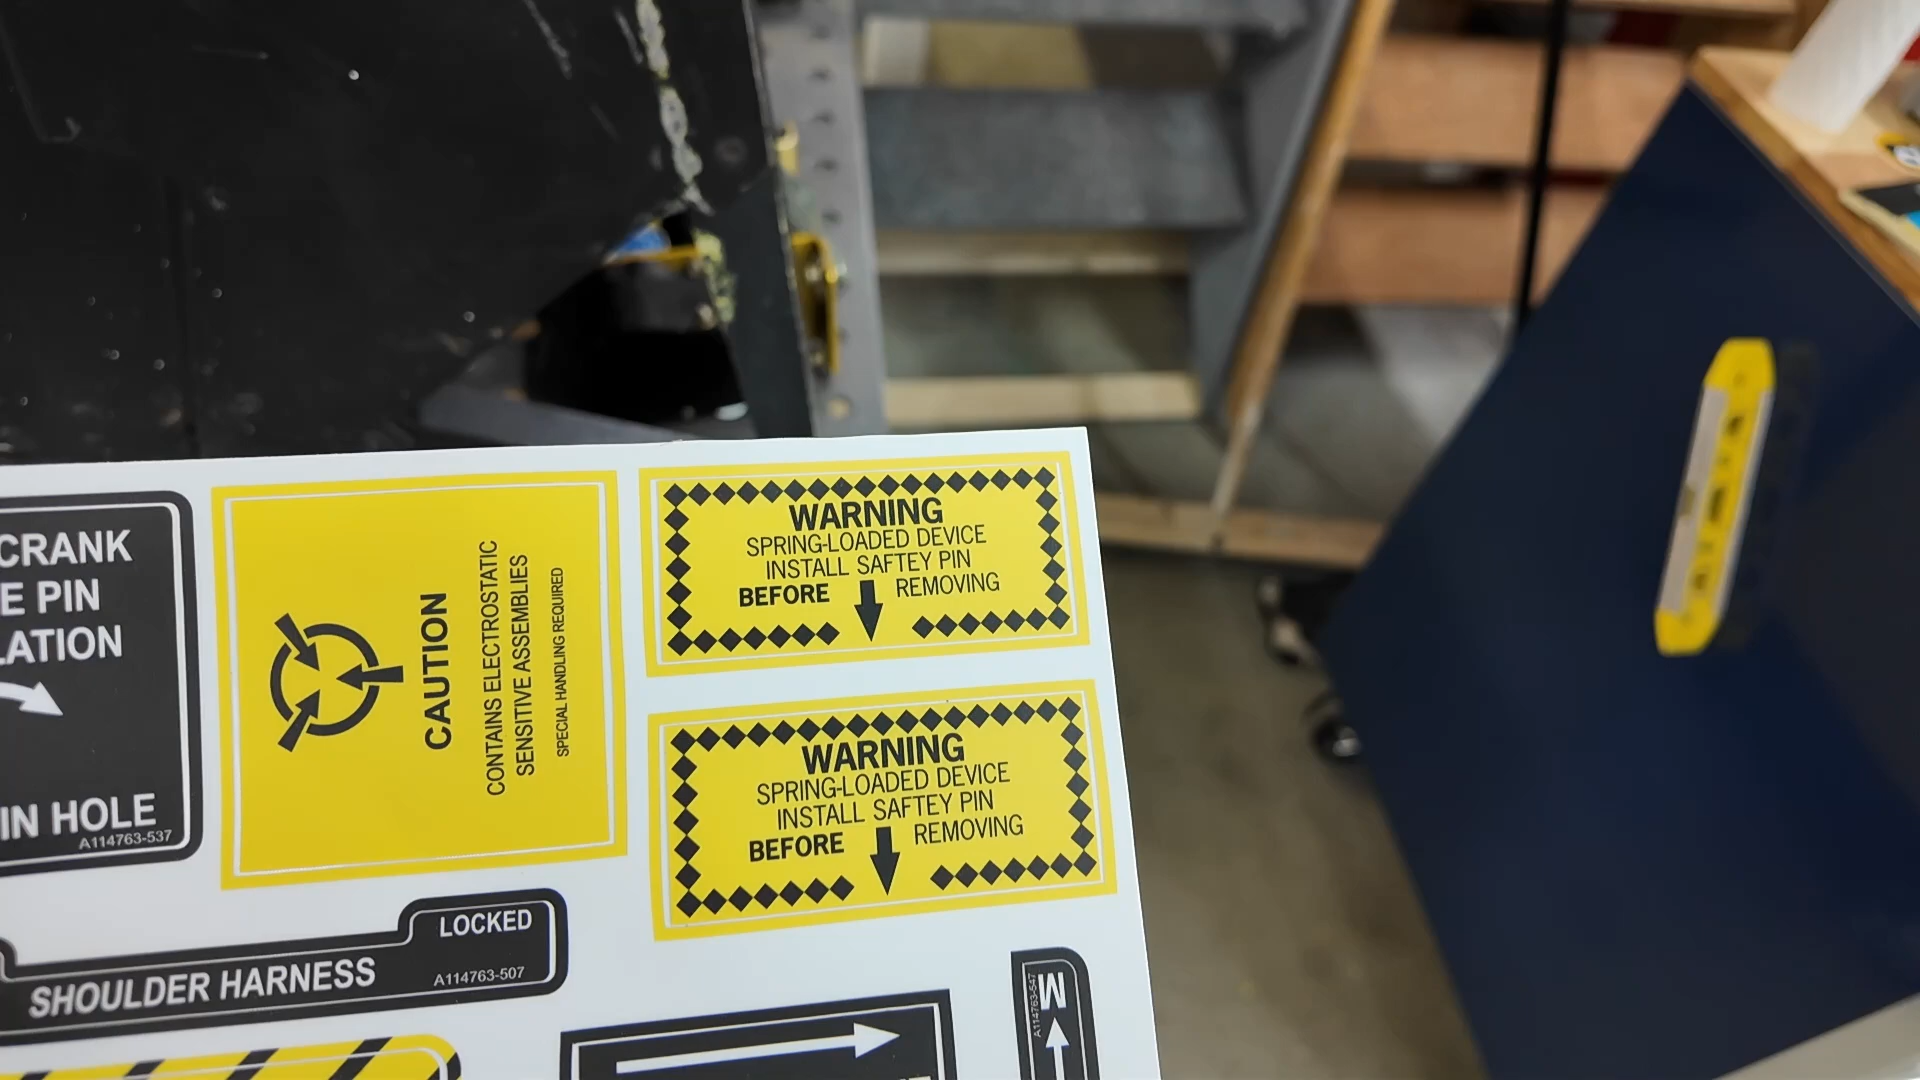 CRANK
E PIN
LATION
IN HOLE
A114763-537
CAUTION
CONTAINS ELECTROSTATIC
SENSITIVE ASSEMBLIES
SPECIAL HANDLING REQUIRED
WARNING
SPRING-LOADED DEVICE
INSTALL SAFTEY PIN
BEFORE REMOVING
WARNING
SPRING-LOADED DEVICE
INSTALL SAFTEY PIN
BEFORE REMOVING
LOCKED
SHOULDER HARNESS A114763-507
M
A114763-547